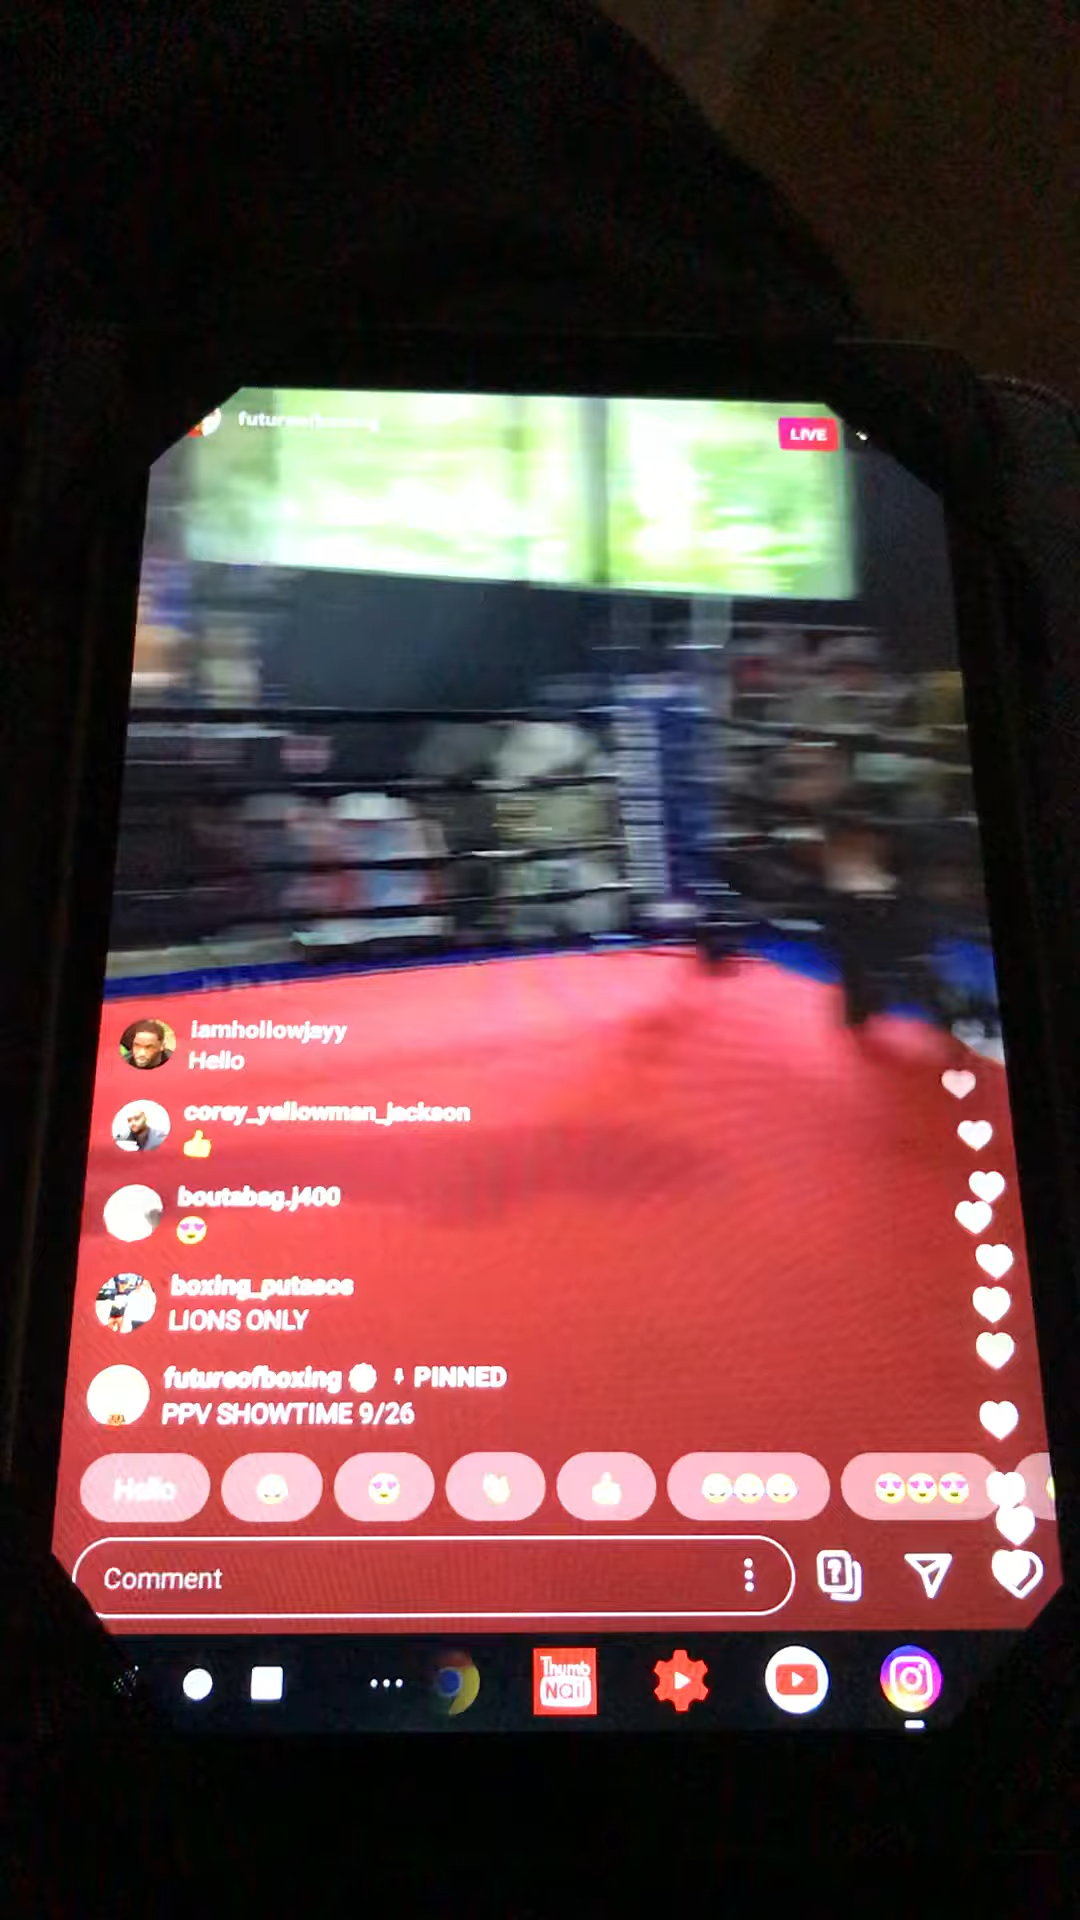 futureofboxing
LIVE
iamhollowjayy
Hello
corey_yellowman_jackson
boutabag.j400
boxing_putasos
LIONS ONLY
futureofboxing PINNED
PPV SHOWTIME 9/26
Hello
Comment
Thumb
Nail